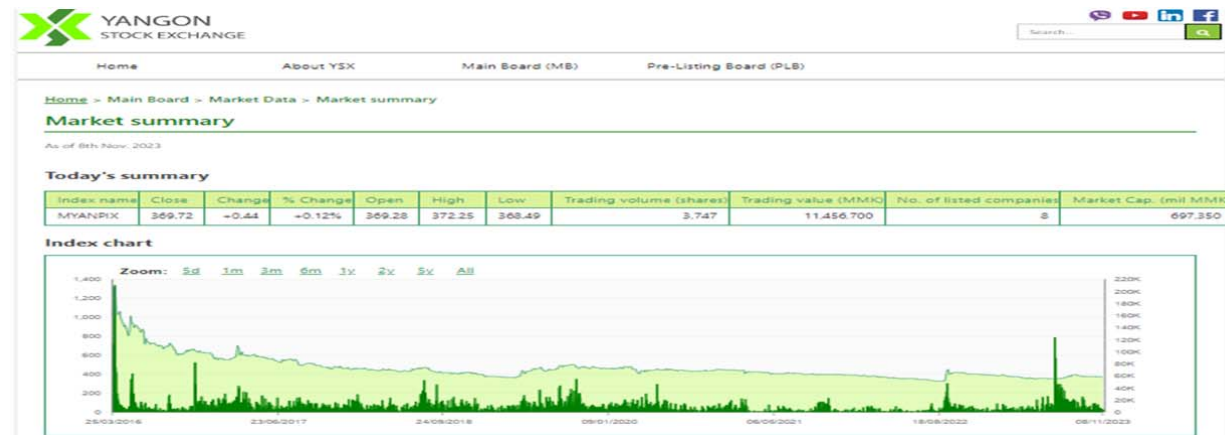 YANGON
STOCK EXCHANGE
Search...
Home About YSX Main Board (MB) Pre-Listing Board (PLB)
Home > Main Board > Market Data > Market summary
Market summary
As of 8th Nov, 2023
Today's summary
Index name Close Change % Change Open High Low Trading volume (shares) Trading value (MMK) No. of listed companies Market Cap. (mil MMK
MYANPIX 369.72 +0.44 +0.12% 369.28 372.25 368.49 3,747 11,456,700 8 697,350
Index chart
Zoom: 5d 1m 3m 6m 1y 2y 5y All
1,400 220K
1,200 200K
180K
1,000 160K
140K
800 120K
600 100K
80K
400 60K
40K
200 20K
0 0
25/03/2016 23/06/2017 24/09/2018 09/01/2020 08/11/2023